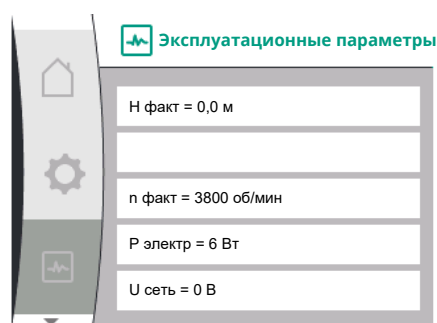 Эксплуатационные параметры
H факт = 0,0 м
n факт = 3800 об/мин
P электр = 6 Вт
U сеть = 0 В